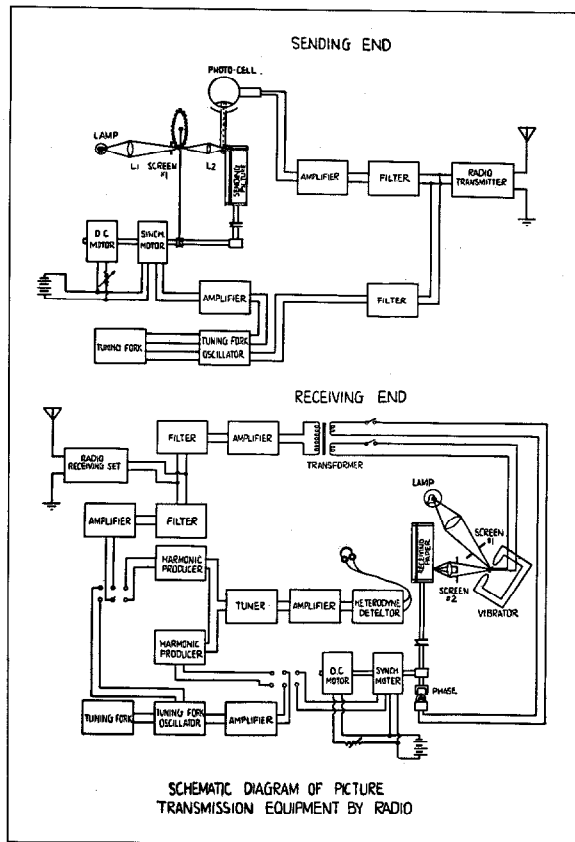 SENDING END
PHOTO-CELL
LAMP
L1
SCREEN
#1
L2
SENDING
PICTURE
AMPLIFIER
FILTER
RADIO
TRANSMITTER
D.C.
MOTOR
SINCH.
MOTOR
AMPLIFIER
FILTER
TUNING FORK
TUNING FORK
OSCILLATOR
RECEIVING END
FILTER
AMPLIFIER
TRANSFORMER
RADIO
RECEIVING SET
LAMP
AMPLIFIER
FILTER
SCREEN
#1
RECEIVING
PAPER
HARMONIC
PRODUCER
SCREEN
#2
VIBRATOR
TUNER
AMPLIFIER
HETERODYNE
DETECTOR
HARMONIC
PRODUCER
D.C.
MOTOR
SYNCH
MOTER
PHASE
TUNING FORK
TUNING FORK
OSCILLATOR
AMPLIFIER
SCHEMATIC DIAGRAM OF PICTURE
TRANSMISSION EQUIPMENT BY RADIO